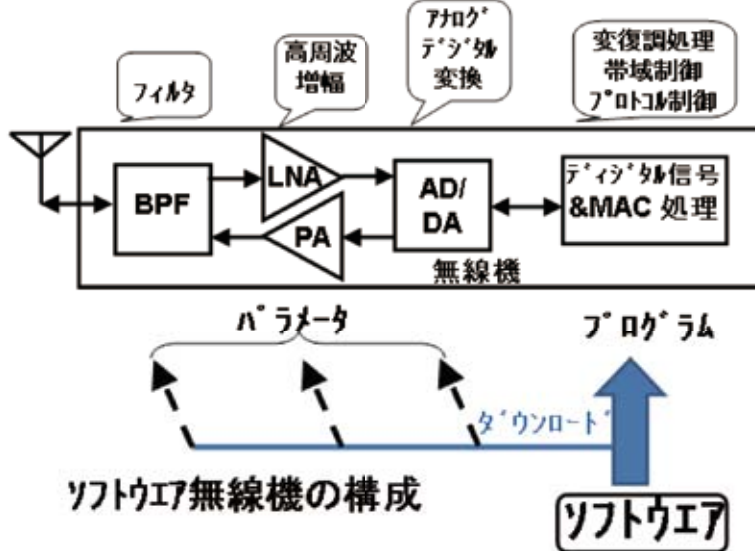 フィルタ
高周波
増幅
アナログ
デジタル
変換
変復調処理
帯域制御
プロトコル制御
BPF
LNA
PA
AD/
DA
ディジタル信号
&MAC 処理
無線機
パラメータ
プログラム
ダウンロード
ソフトウエア無線機の構成
ソフトウエア